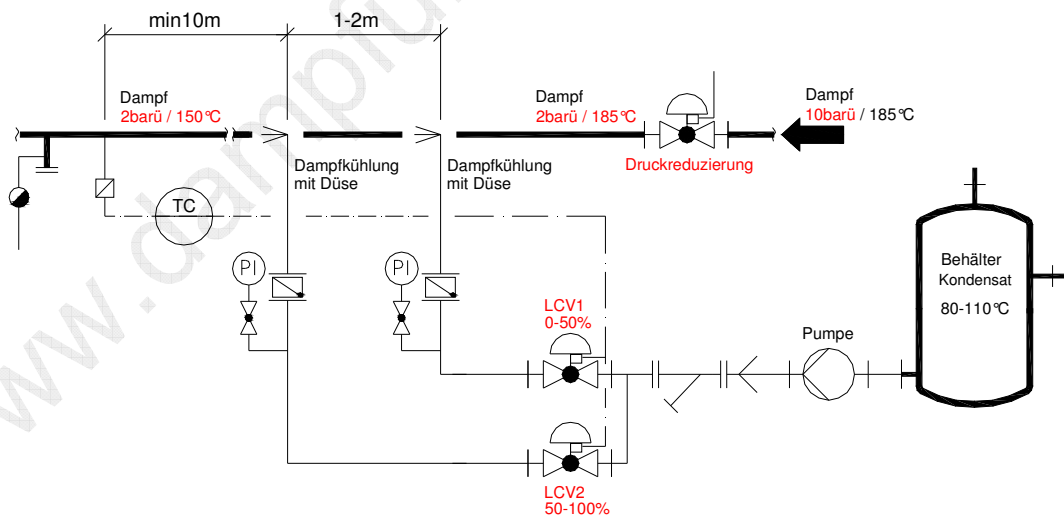 min10m
1-2m
Dampf
2barü / 150°C
Dampf
2barü / 185°C
Dampf
10barü / 185°C
Druckreduzierung
Dampfkühlung
mit Düse
Dampfkühlung
mit Düse
TC
PI
PI
LCV1
0-50%
Pumpe
Behälter
Kondensat
80-110°C
LCV2
50-100%